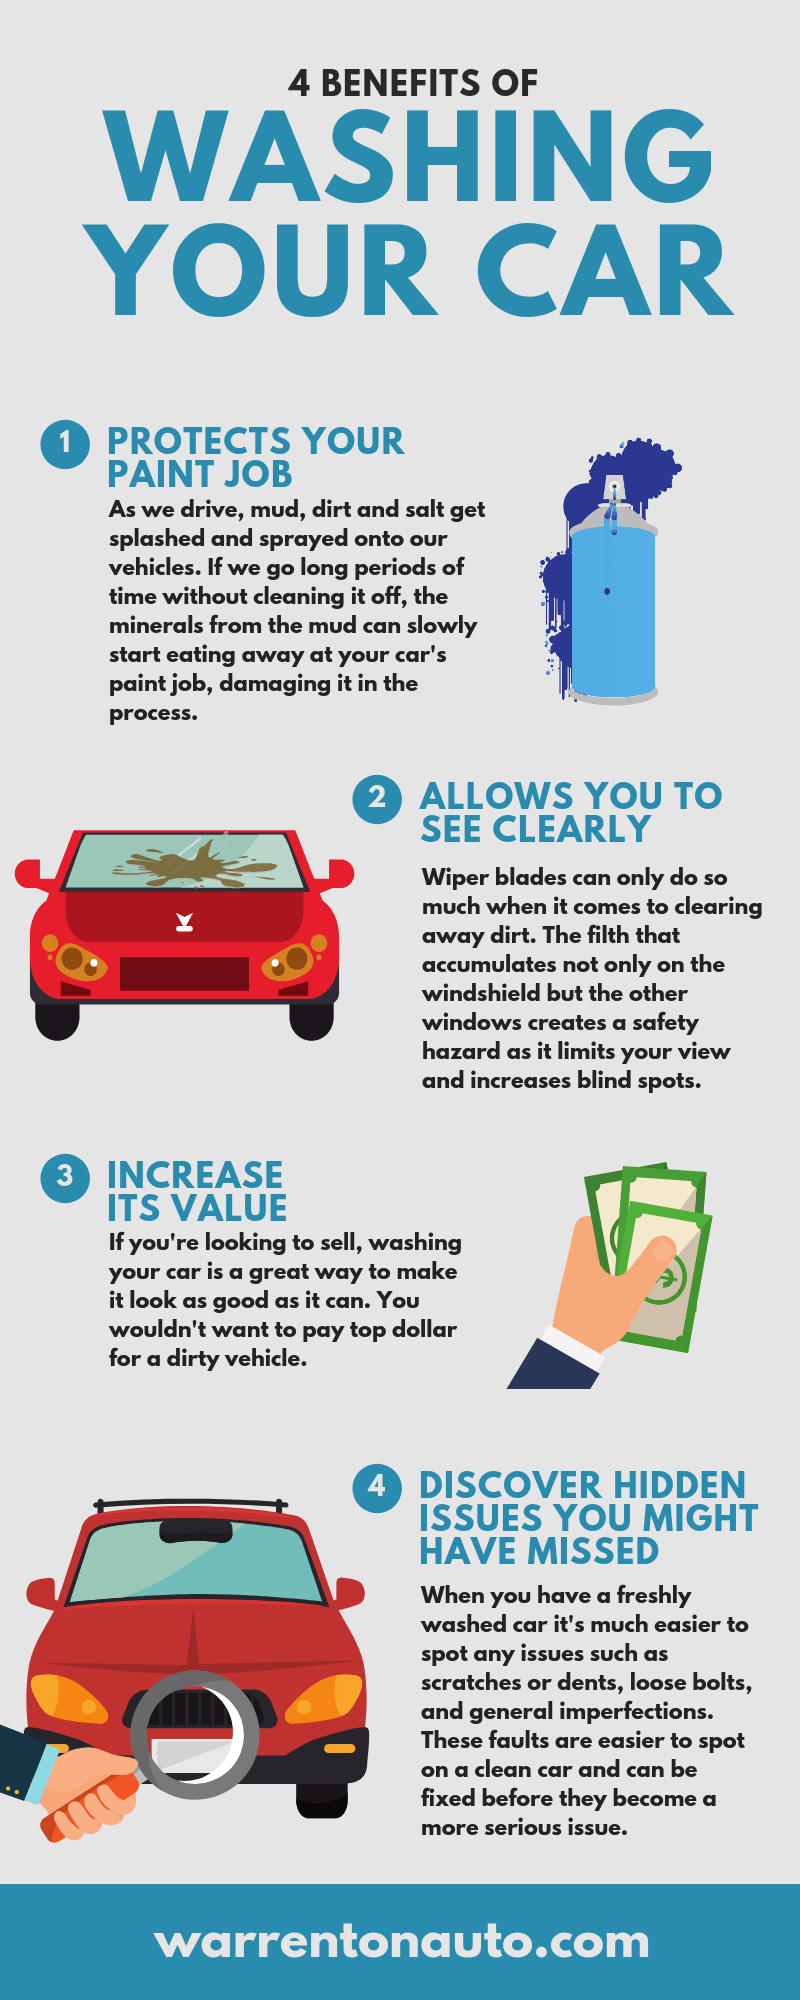 4 BENEFITS OF
WASHING
YOUR CAR
1
PROTECTS YOUR
PAINT JOB
As we drive, mud, dirt and salt get
splashed and sprayed onto our
vehicles. If we go long periods of
time without cleaning it off, the
minerals from the mud can slowly
start eating away at your car's
paint job, damaging it in the
process.
2
ALLOWS YOU TO
SEE CLEARLY
Wiper blades can only do so
much when it comes to clearing
away dirt. The filth that
accumulates not only on the
windshield but the other
windows creates a safety
hazard as it limits your view
and increases blind spots.
3
INCREASE
ITS VALUE
If you're looking to sell, washing
your car is a great way to make
it look as good as it can. You
wouldn't want to pay top dollar
for a dirty vehicle.
4
DISCOVER HIDDEN
ISSUES YOU MIGHT
HAVE MISSED
When you have a freshly
washed car it's much easier to
spot any issues such as
scratches or dents, loose bolts,
and general imperfections.
These faults are easier to spot
on a clean car and can be
fixed before they become a
more serious issue.
warrentonauto.com